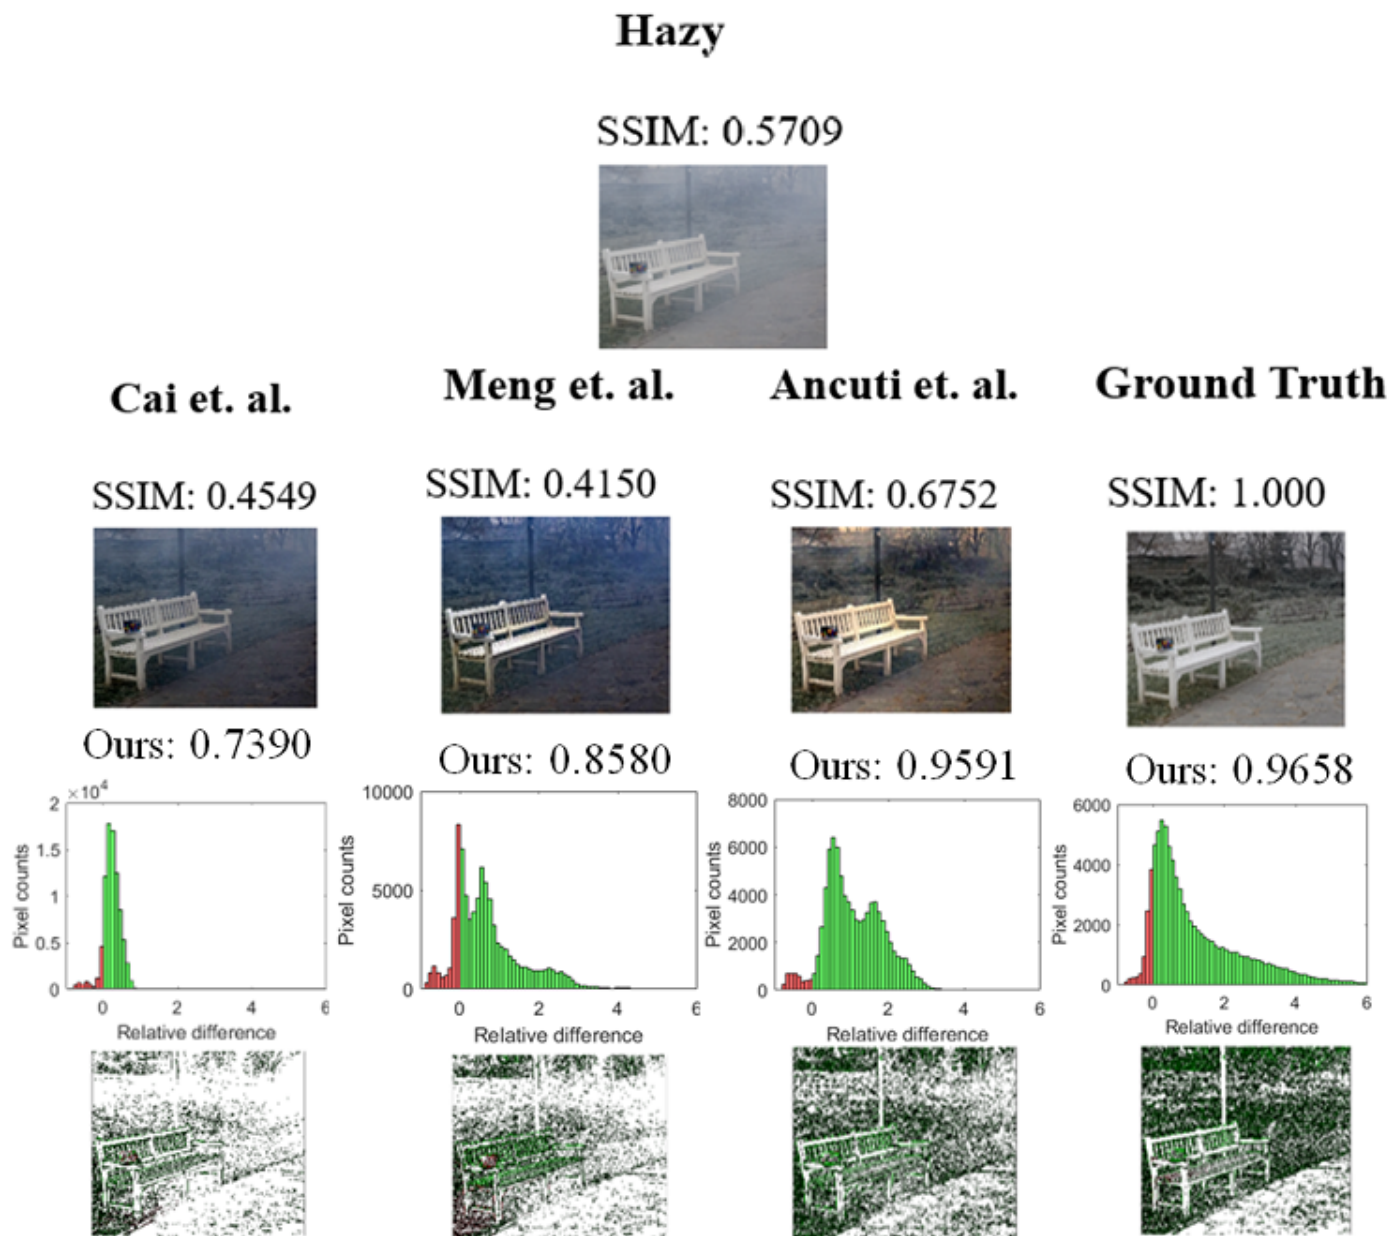 Hazy
SSIM: 0.5709
Cai et. al.
Meng et. al.
Ancuti et. al.
Ground Truth
SSIM: 0.4549
SSIM: 0.4150
SSIM: 0.6752
SSIM: 1.000
Ours: 0.7390
Ours: 0.8580
Ours: 0.9591
Ours: 0.9658
×10⁴
2
1.5
1
0.5
0
Pixel counts
0 2 4 6
Relative difference
10000
5000
0
Pixel counts
0 2 4 6
Relative difference
8000
6000
4000
2000
0
Pixel counts
0 2 4 6
Relative difference
6000
4000
2000
0
Pixel counts
0 2 4 6
Relative difference